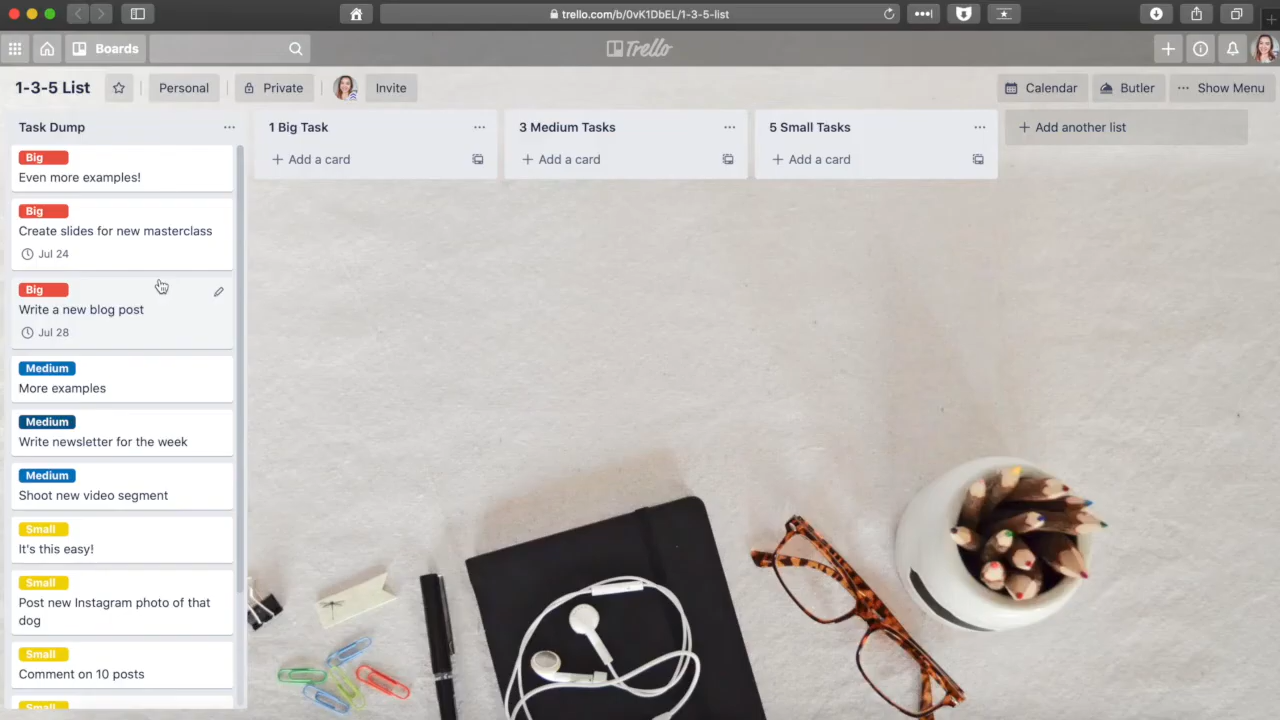 trello.com/b/0vK1DbEL/1-3-5-list
Boards
Trello
1-3-5 List
Personal
Private
Invite
Calendar
Butler
Show Menu
Task Dump
Big
Even more examples!
Big
Create slides for new masterclass
Jul 24
Big
Write a new blog post
Jul 28
Medium
More examples
Medium
Write newsletter for the week
Medium
Shoot new video segment
Small
It's this easy!
Small
Post new Instagram photo of that
dog
Small
Comment on 10 posts
Small
1 Big Task
+ Add a card
3 Medium Tasks
+ Add a card
5 Small Tasks
+ Add a card
+ Add another list